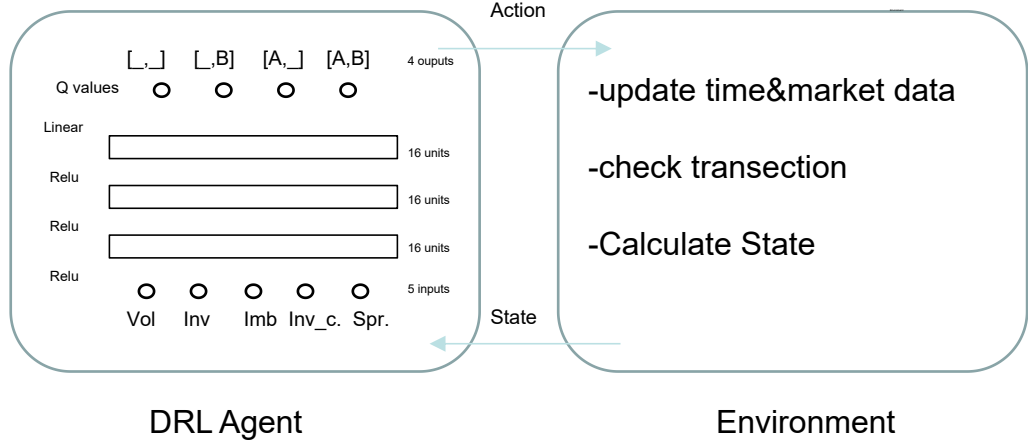 Action
[_,_] [_,B] [A,_] [A,B] 4 ouputs
Q values
Linear
16 units
Relu
16 units
Relu
16 units
Relu
5 inputs
Vol Inv Imb Inv_c. Spr.
-update time&market data
-check transection
-Calculate State
State
DRL Agent
Environment